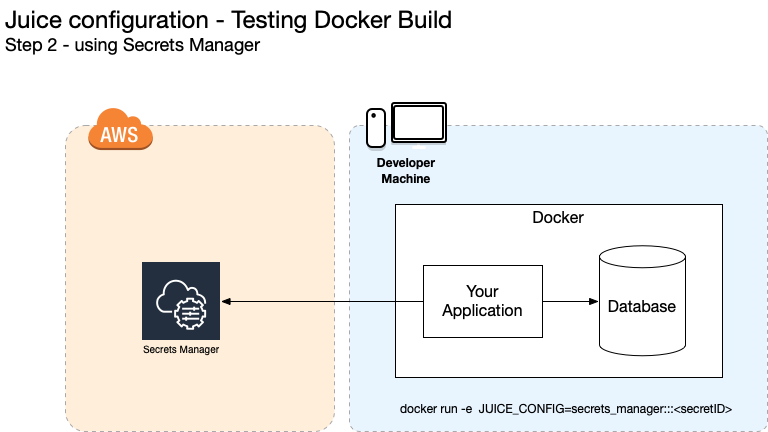 Juice configuration - Testing Docker Build
Step 2 - using Secrets Manager
AWS
Developer
Machine
Docker
Your
Application
Database
Secrets Manager
docker run -e  JUICE_CONFIG=secrets_manager:::<secretID>